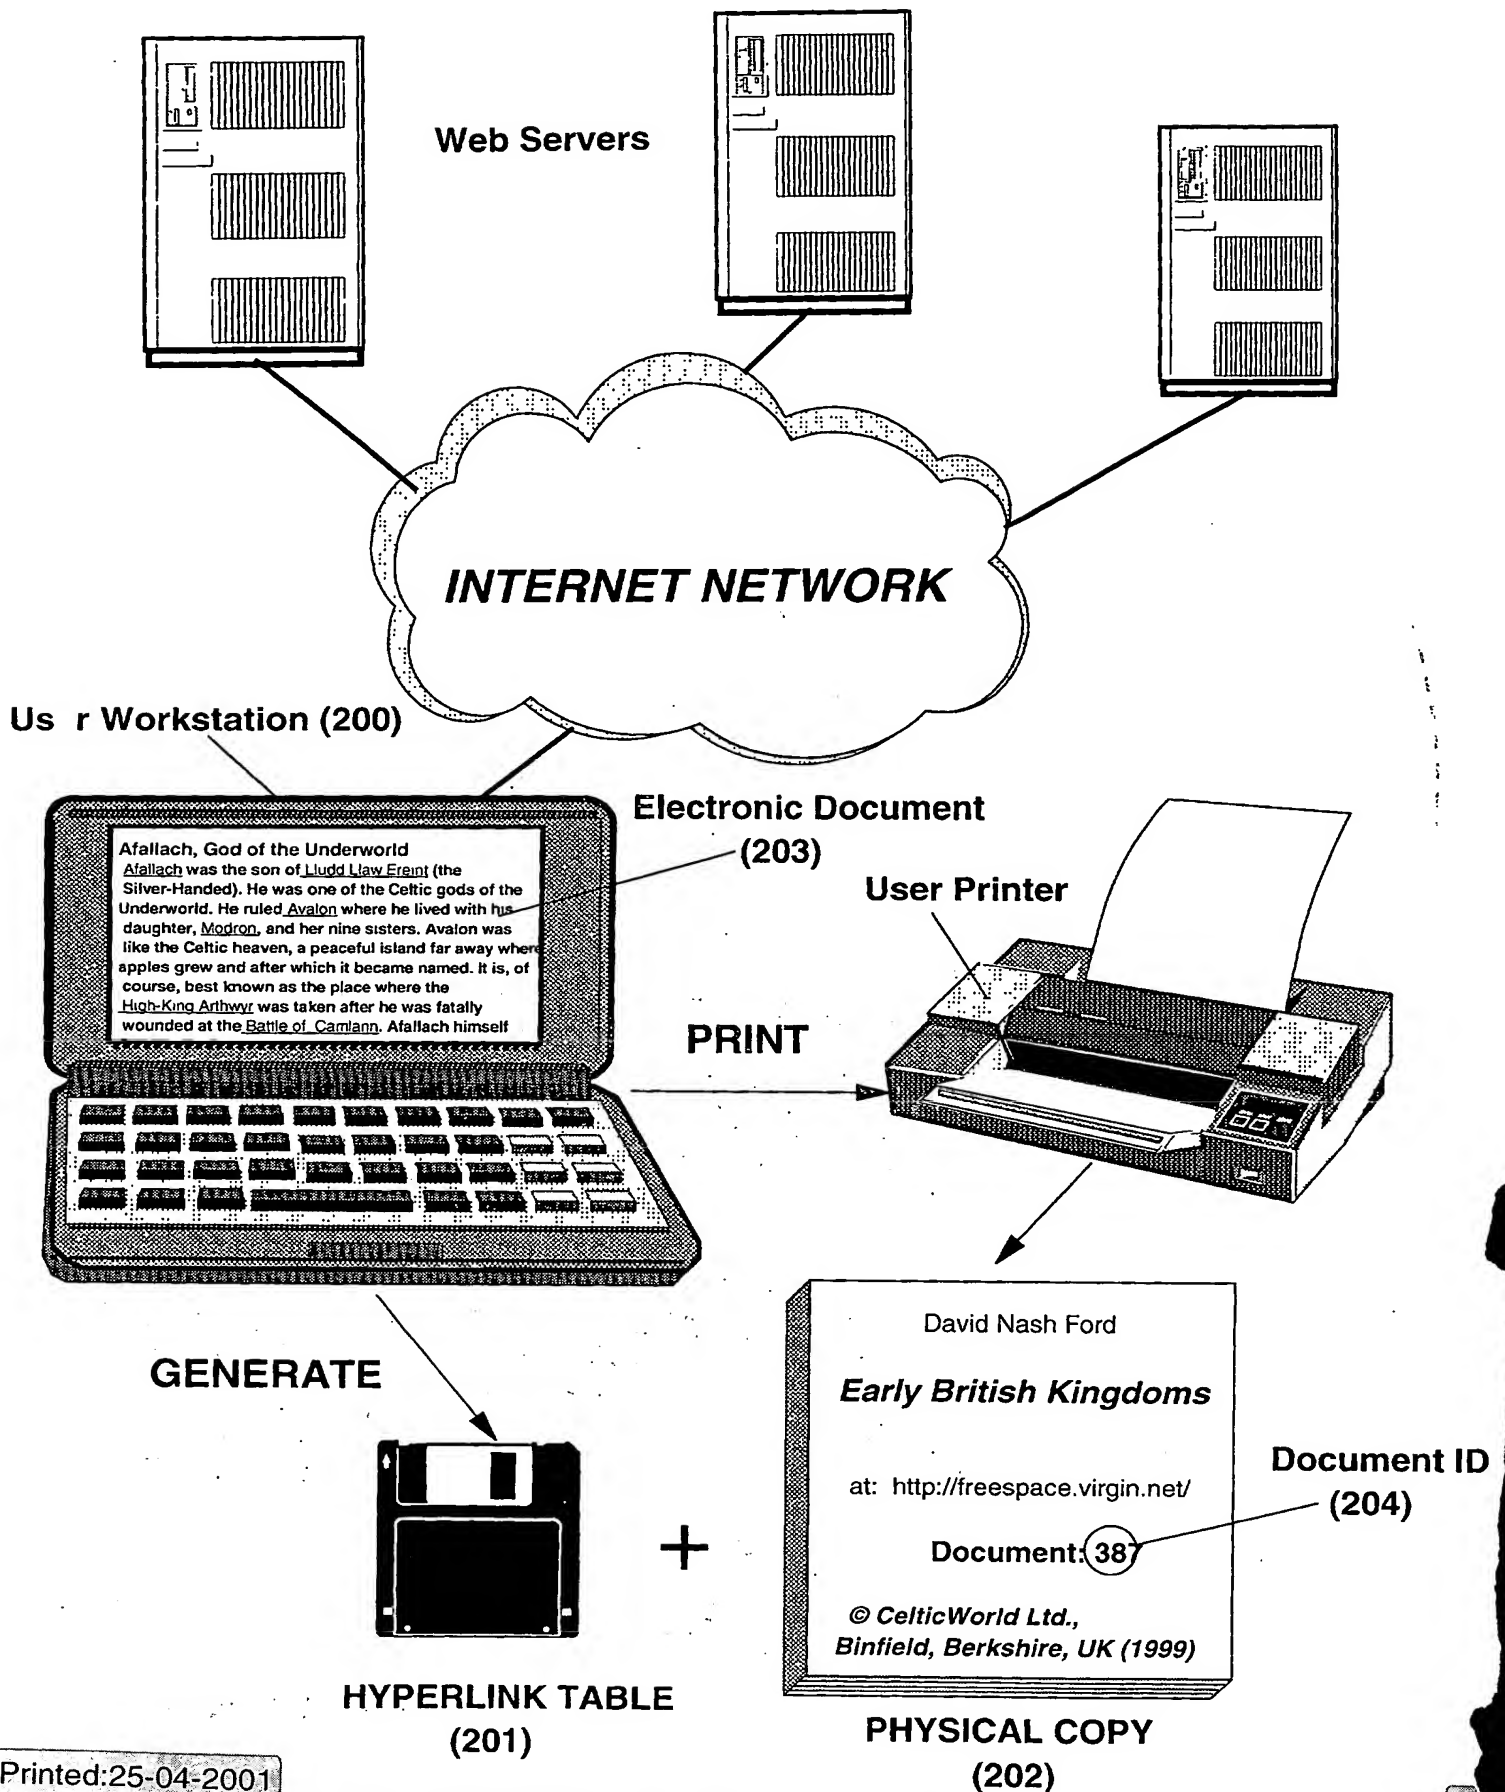 Web Servers
INTERNET NETWORK
Us r Workstation (200)
Electronic Document
(203)
Afallach, God of the Underworld
Afallach was the son of Lludd Llaw Ereint (the
Silver-Handed). He was one of the Celtic gods of the
Underworld. He ruled Avalon where he lived with his
daughter, Modron, and her nine sisters. Avalon was
like the Celtic heaven, a peaceful island far away where
apples grew and after which it became named. It is, of
course, best known as the place where the
High-King Arthwyr was taken after he was fatally
wounded at the Battle of Camlann. Afallach himself
User Printer
PRINT
GENERATE
David Nash Ford
Early British Kingdoms
at: http://freespace.virgin.net/
Document: 387
© CelticWorld Ltd.,
Binfield, Berkshire, UK (1999)
Document ID
(204)
+
HYPERLINK TABLE
(201)
PHYSICAL COPY
(202)
Printed:25-04-2001